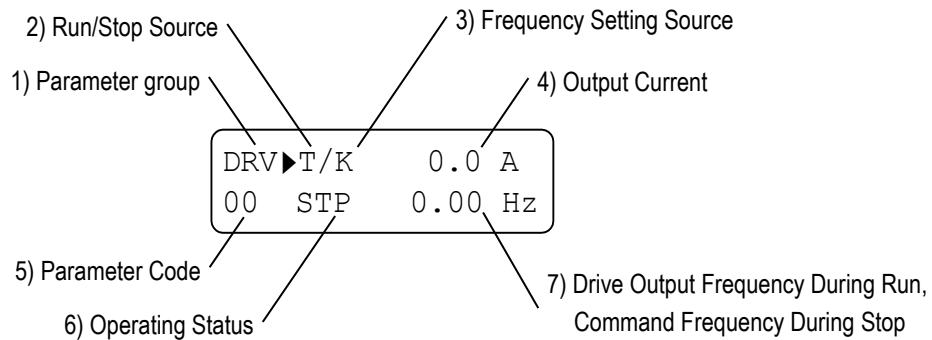 2) Run/Stop Source
3) Frequency Setting Source
1) Parameter group
4) Output Current
DRV▶T/K 0.0 A
00 STP 0.00 Hz
5) Parameter Code
6) Operating Status
7) Drive Output Frequency During Run,
Command Frequency During Stop